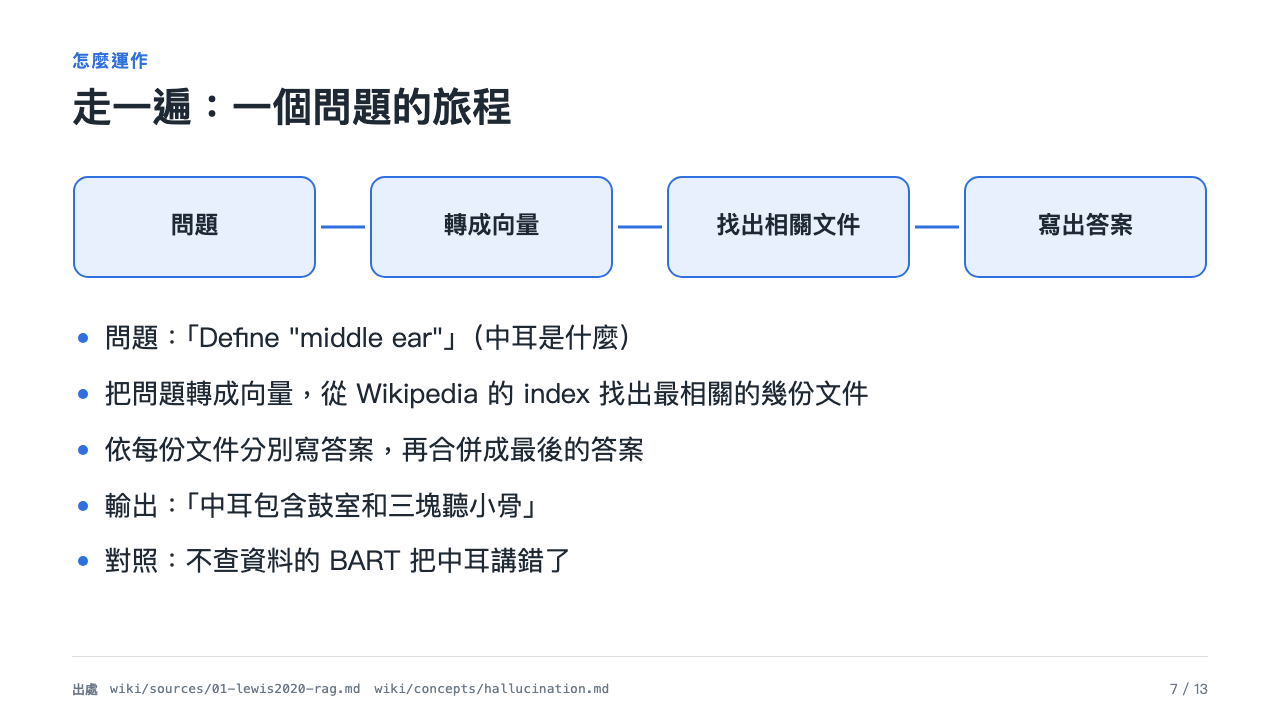 怎麼運作
走一遍：一個問題的旅程
問題
轉成向量
找出相關文件
寫出答案
問題：「Define "middle ear"」（中耳是什麼）
把問題轉成向量，從 Wikipedia 的 index 找出最相關的幾份文件
依每份文件分別寫答案，再合併成最後的答案
輸出：「中耳包含鼓室和三塊聽小骨」
對照：不查資料的 BART 把中耳講錯了
出處 wiki/sources/01-lewis2020-rag.md wiki/concepts/hallucination.md
7 / 13